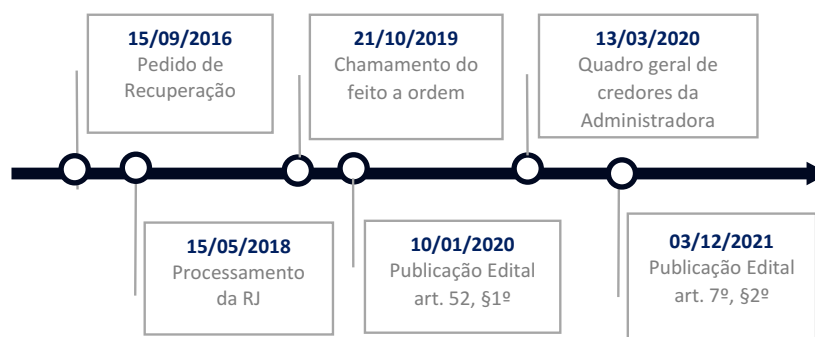 15/09/2016
Pedido de
Recuperação
21/10/2019
Chamamento do
feito a ordem
13/03/2020
Quadro geral de
credores da
Administradora
15/05/2018
Processamento
da RJ
10/01/2020
Publicação Edital
art. 52, §1º
03/12/2021
Publicação Edital
art. 7º, §2º